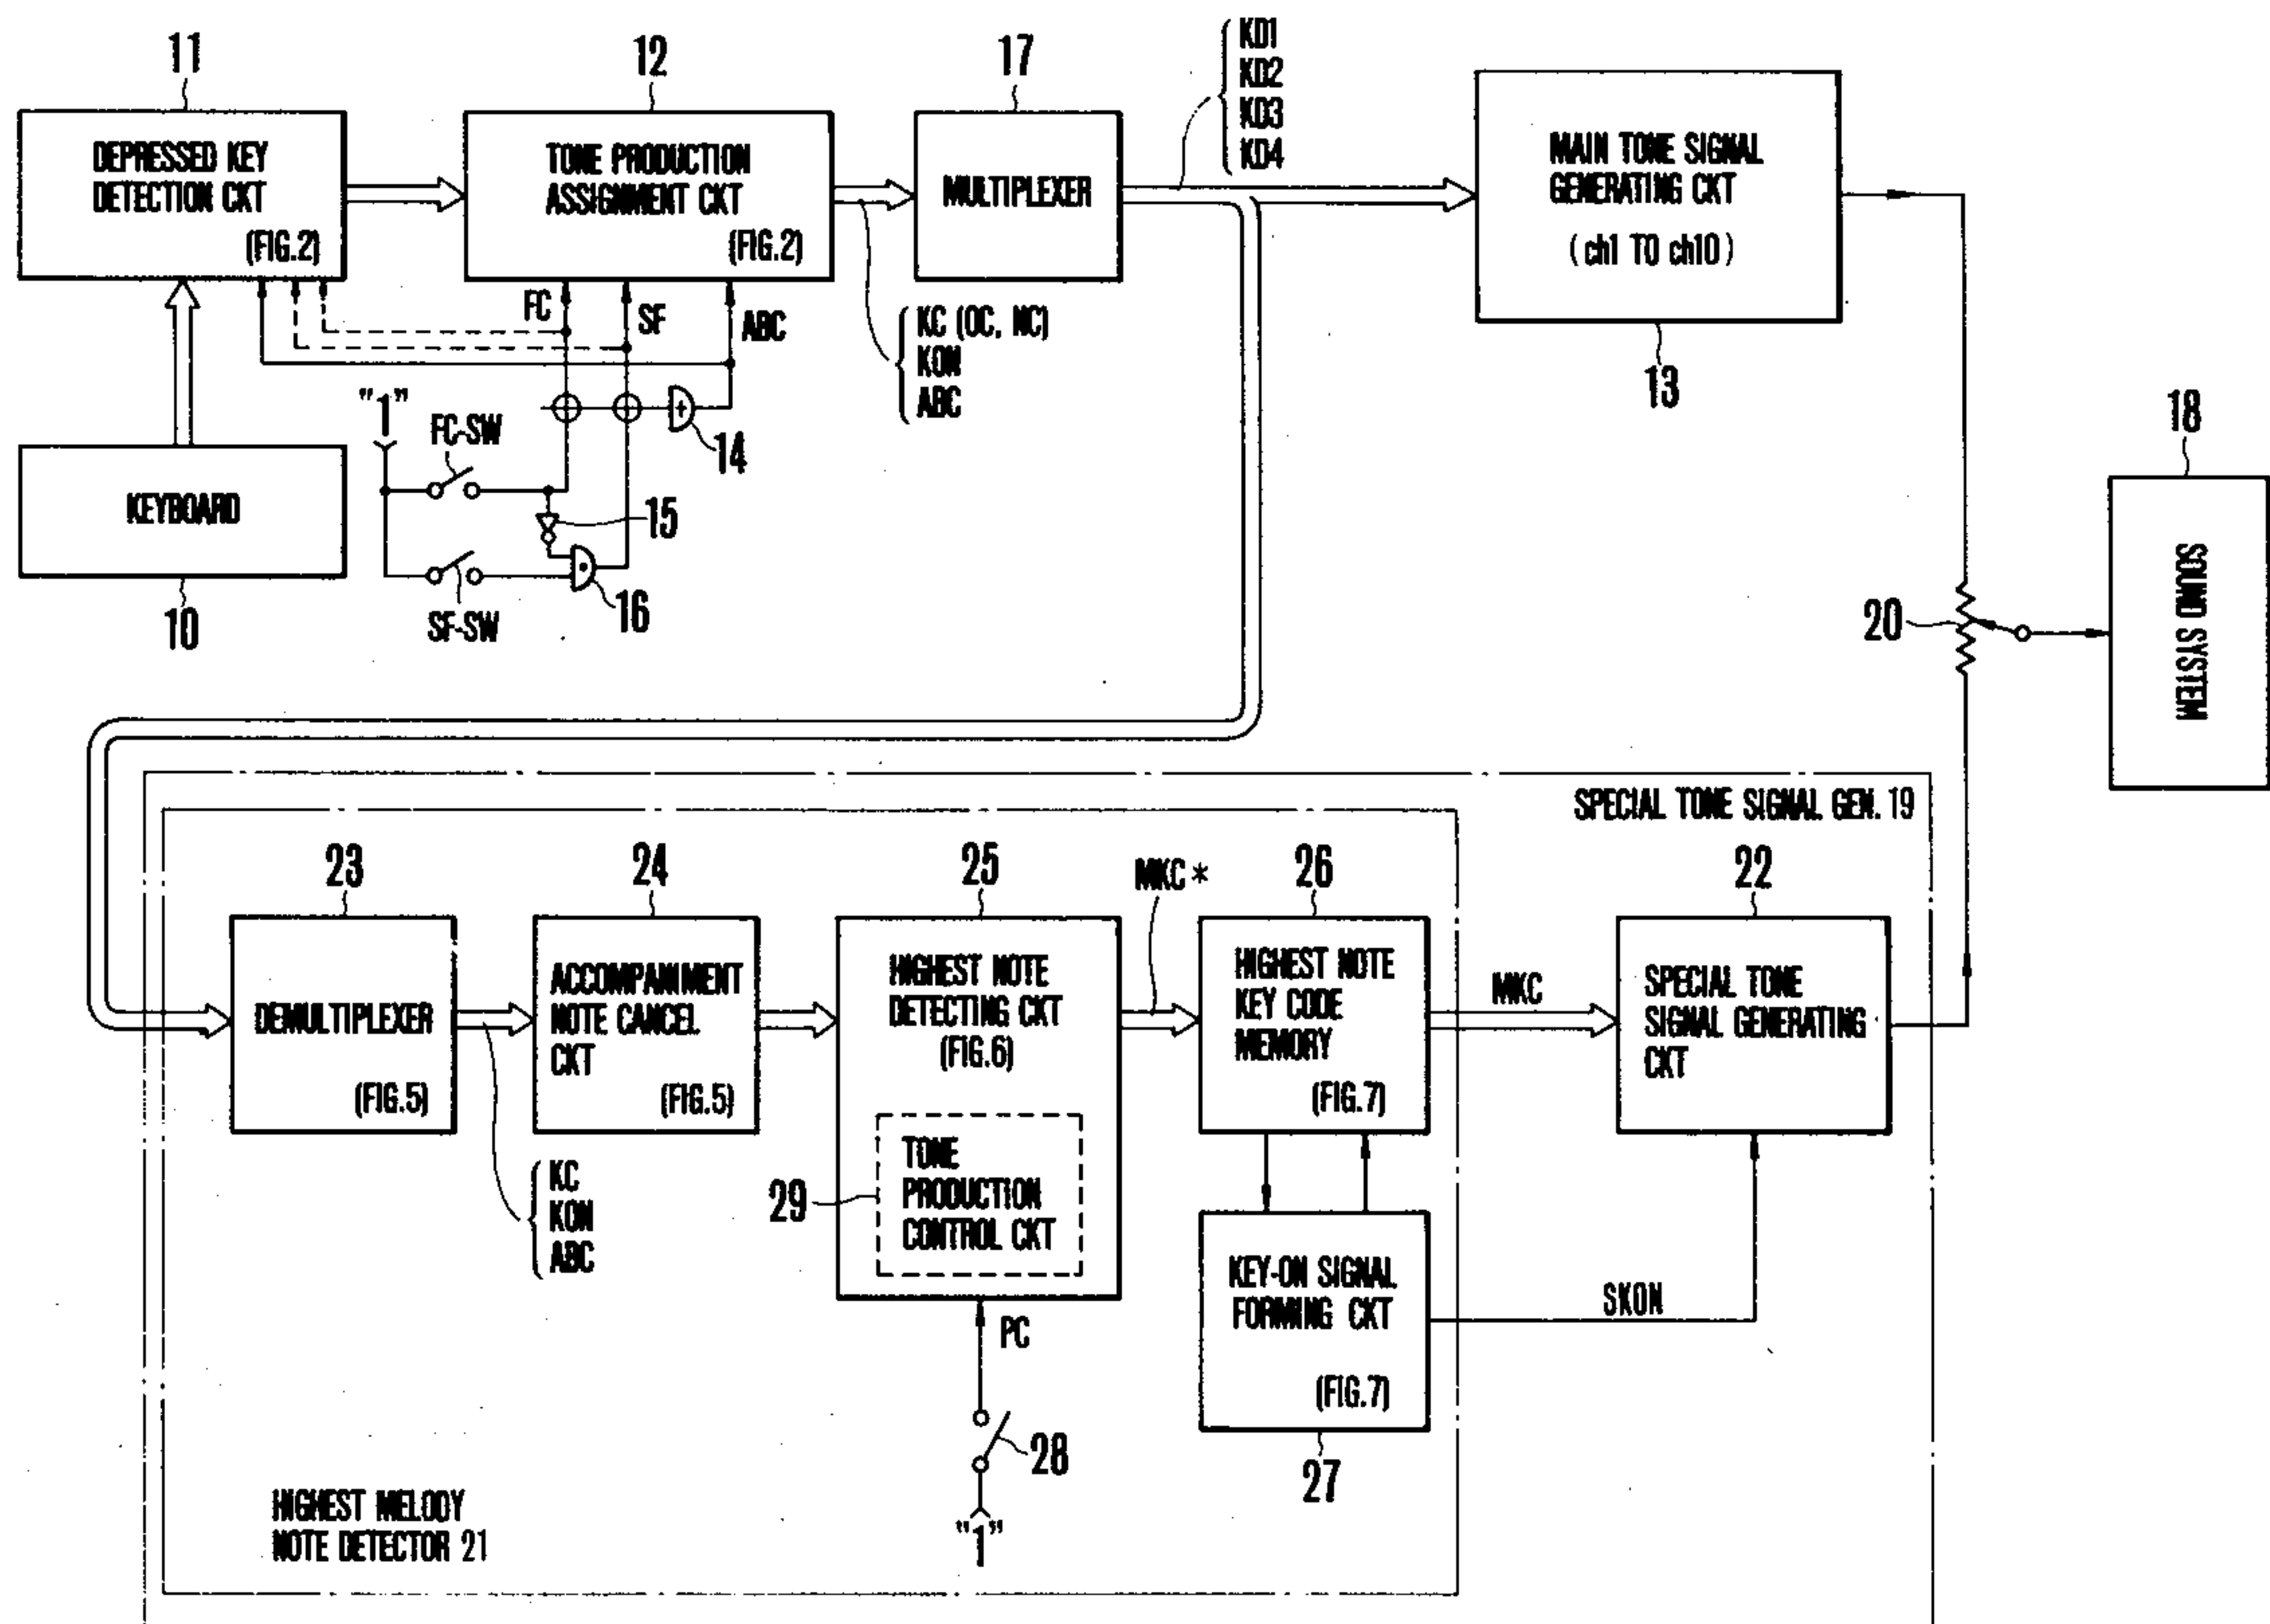 11
DEPRESSED KEY
DETECTION CKT
(FIG.2)
12
TONE PRODUCTION
ASSIGNMENT CKT
(FIG.2)
17
MULTIPLEXER
KD1
KD2
KD3
KD4
MAIN TONE SIGNAL
GENERATING CKT
(ch1 TO ch10)
13
FC
SF
ABC
KC (OC, NC)
KON
ABC
"1"
FC-SW
14
15
SF-SW
16
KEYBOARD
10
18
SOUND SYSTEM
20
SPECIAL TONE SIGNAL GEN. 19
23
DEMULTIPLEXER
(FIG.5)
KC
KON
ABC
24
ACCOMPANIMENT
NOTE CANCEL
CKT
(FIG.5)
25
HIGHEST NOTE
DETECTING CKT
(FIG.6)
29
TONE
PRODUCTION
CONTROL CKT
PC
28
"1"
MKC *
26
HIGHEST NOTE
KEY CODE
MEMORY
(FIG.7)
MKC
22
SPECIAL TONE
SIGNAL GENERATING
CKT
KEY-ON SIGNAL
FORMING CKT
(FIG.7)
27
SKON
HIGHEST MELODY
NOTE DETECTOR 21